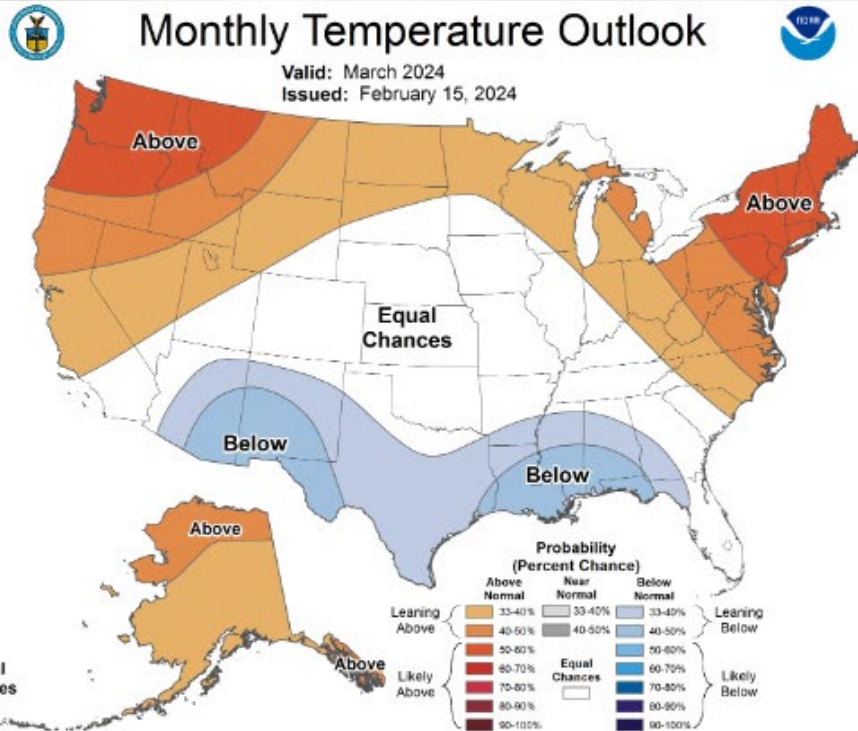 Monthly Temperature Outlook
NOAA
Valid: March 2024
Issued: February 15, 2024
Above
Above
Equal
Chances
Below
Below
Above
Above
Probability
(Percent Chance)
Above
Normal
Near
Normal
Below
Normal
Leaning
Above
33-40%
40-50%
33-40%
40-50%
33-40%
40-50%
Leaning
Below
Likely
Above
50-60%
60-70%
70-80%
80-90%
90-100%
Equal
Chances
50-60%
60-70%
70-80%
80-90%
90-100%
Likely
Below
l
es